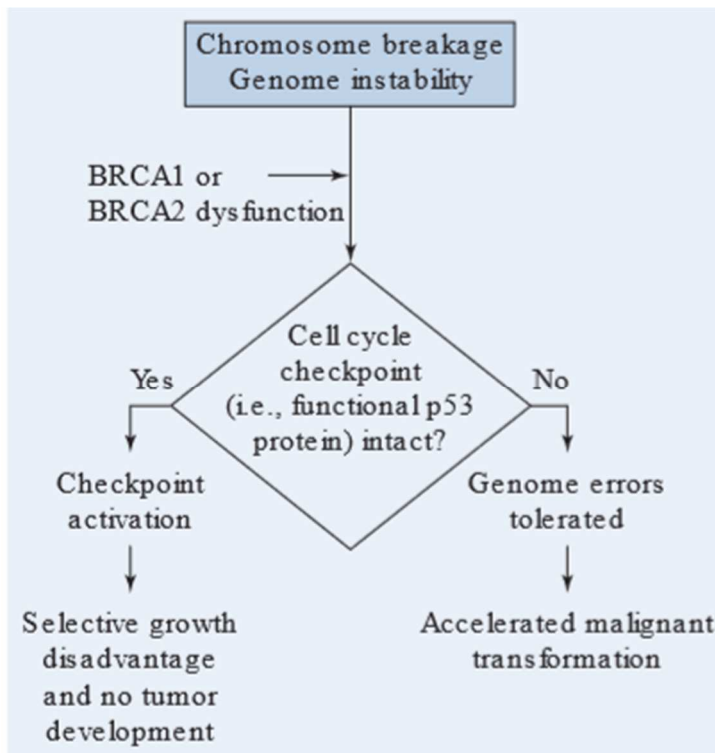 Chromosome breakage
Genome instability
BRCA1 or
BRCA2 dysfunction
Cell cycle
checkpoint
(i.e., functional p53
protein) intact?
Yes
No
Checkpoint
activation
Genome errors
tolerated
Selective growth
disadvantage
and no tumor
development
Accelerated malignant
transformation